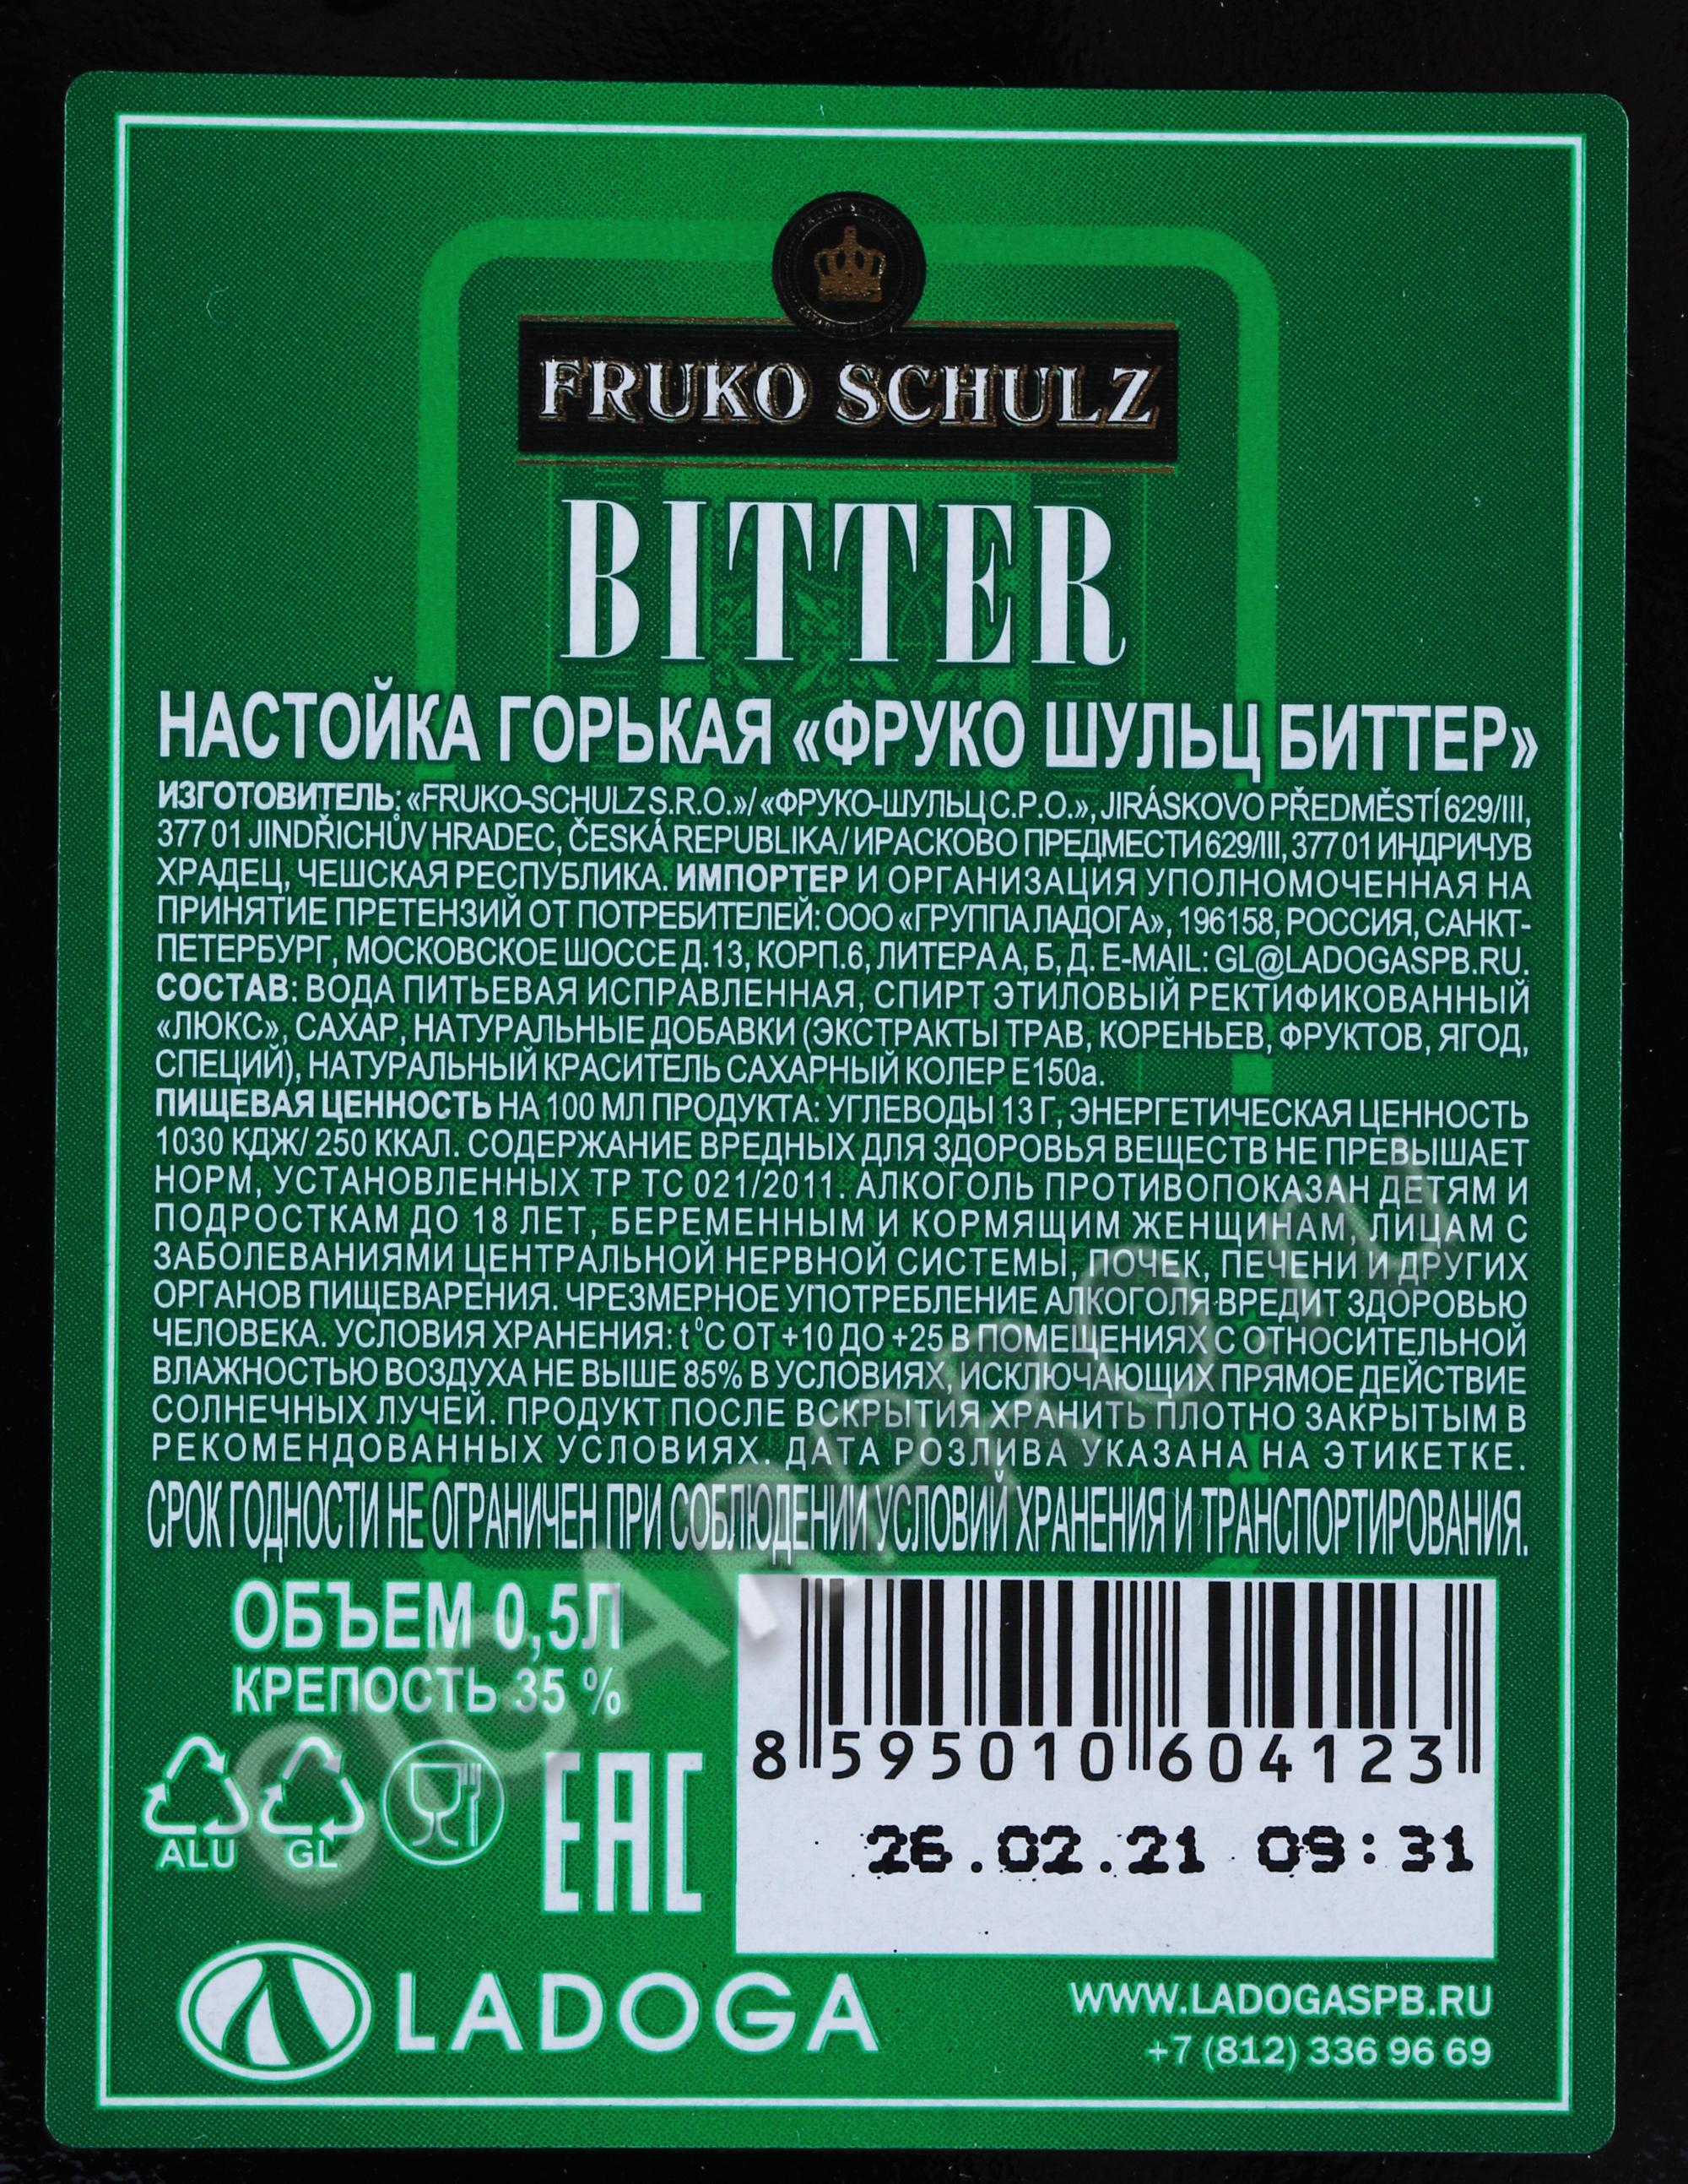 FRUKO SCHULZ
BITTER
НАСТОЙКА ГОРЬКАЯ «ФРУКО ШУЛЬЦ БИТТЕР»
ИЗГОТОВИТЕЛЬ: «FRUKO-SCHULZ S.R.O.»/ «ФРУКО-ШУЛЬЦ С.Р.О.», JIRÁSKOVO PŘEDMĚSTÍ 629/III,
377 01 JINDŘICHŮV HRADEC, ČESKÁ REPUBLIKA/ ИРАСКОВО ПРЕДМЕСТИ 629/III, 377 01 ИНДРИЧУВ
ХРАДЕЦ, ЧЕШСКАЯ РЕСПУБЛИКА. ИМПОРТЕР И ОРГАНИЗАЦИЯ УПОЛНОМОЧЕННАЯ НА
ПРИНЯТИЕ ПРЕТЕНЗИЙ ОТ ПОТРЕБИТЕЛЕЙ: ООО «ГРУППА ЛАДОГА», 196158, РОССИЯ, САНКТ-
ПЕТЕРБУРГ, МОСКОВСКОЕ ШОССЕ Д.13, КОРП.6, ЛИТЕРА А, Б, Д. E-MAIL: GL@LADOGASPB.RU.
СОСТАВ: ВОДА ПИТЬЕВАЯ ИСПРАВЛЕННАЯ, СПИРТ ЭТИЛОВЫЙ РЕКТИФИКОВАННЫЙ
«ЛЮКС», САХАР, НАТУРАЛЬНЫЕ ДОБАВКИ (ЭКСТРАКТЫ ТРАВ, КОРЕНЬЕВ, ФРУКТОВ, ЯГОД,
СПЕЦИЙ), НАТУРАЛЬНЫЙ КРАСИТЕЛЬ САХАРНЫЙ КОЛЕР Е150а.
ПИЩЕВАЯ ЦЕННОСТЬ НА 100 МЛ ПРОДУКТА: УГЛЕВОДЫ 13 Г, ЭНЕРГЕТИЧЕСКАЯ ЦЕННОСТЬ
1030 КДЖ/ 250 ККАЛ. СОДЕРЖАНИЕ ВРЕДНЫХ ДЛЯ ЗДОРОВЬЯ ВЕЩЕСТВ НЕ ПРЕВЫШАЕТ
НОРМ, УСТАНОВЛЕННЫХ ТР ТС 021/2011. АЛКОГОЛЬ ПРОТИВОПОКАЗАН ДЕТЯМ И
ПОДРОСТКАМ ДО 18 ЛЕТ, БЕРЕМЕННЫМ И КОРМЯЩИМ ЖЕНЩИНАМ, ЛИЦАМ С
ЗАБОЛЕВАНИЯМИ ЦЕНТРАЛЬНОЙ НЕРВНОЙ СИСТЕМЫ, ПОЧЕК, ПЕЧЕНИ И ДРУГИХ
ОРГАНОВ ПИЩЕВАРЕНИЯ. ЧРЕЗМЕРНОЕ УПОТРЕБЛЕНИЕ АЛКОГОЛЯ ВРЕДИТ ЗДОРОВЬЮ
ЧЕЛОВЕКА. УСЛОВИЯ ХРАНЕНИЯ: t°C ОТ +10 ДО +25 В ПОМЕЩЕНИЯХ С ОТНОСИТЕЛЬНОЙ
ВЛАЖНОСТЬЮ ВОЗДУХА НЕ ВЫШЕ 85% В УСЛОВИЯХ, ИСКЛЮЧАЮЩИХ ПРЯМОЕ ДЕЙСТВИЕ
СОЛНЕЧНЫХ ЛУЧЕЙ. ПРОДУКТ ПОСЛЕ ВСКРЫТИЯ ХРАНИТЬ ПЛОТНО ЗАКРЫТЫМ В
РЕКОМЕНДОВАННЫХ УСЛОВИЯХ. ДАТА РОЗЛИВА УКАЗАНА НА ЭТИКЕТКЕ.
СРОК ГОДНОСТИ НЕ ОГРАНИЧЕН ПРИ СОБЛЮДЕНИИ УСЛОВИЙ ХРАНЕНИЯ И ТРАНСПОРТИРОВАНИЯ.
ОБЪЕМ 0,5Л
КРЕПОСТЬ 35 %
ALU GL
EAC
8 595010 604123
26.02.21 09:31
LADOGA
WWW.LADOGASPB.RU
+7 (812) 336 96 69
CIGARPRO.ru